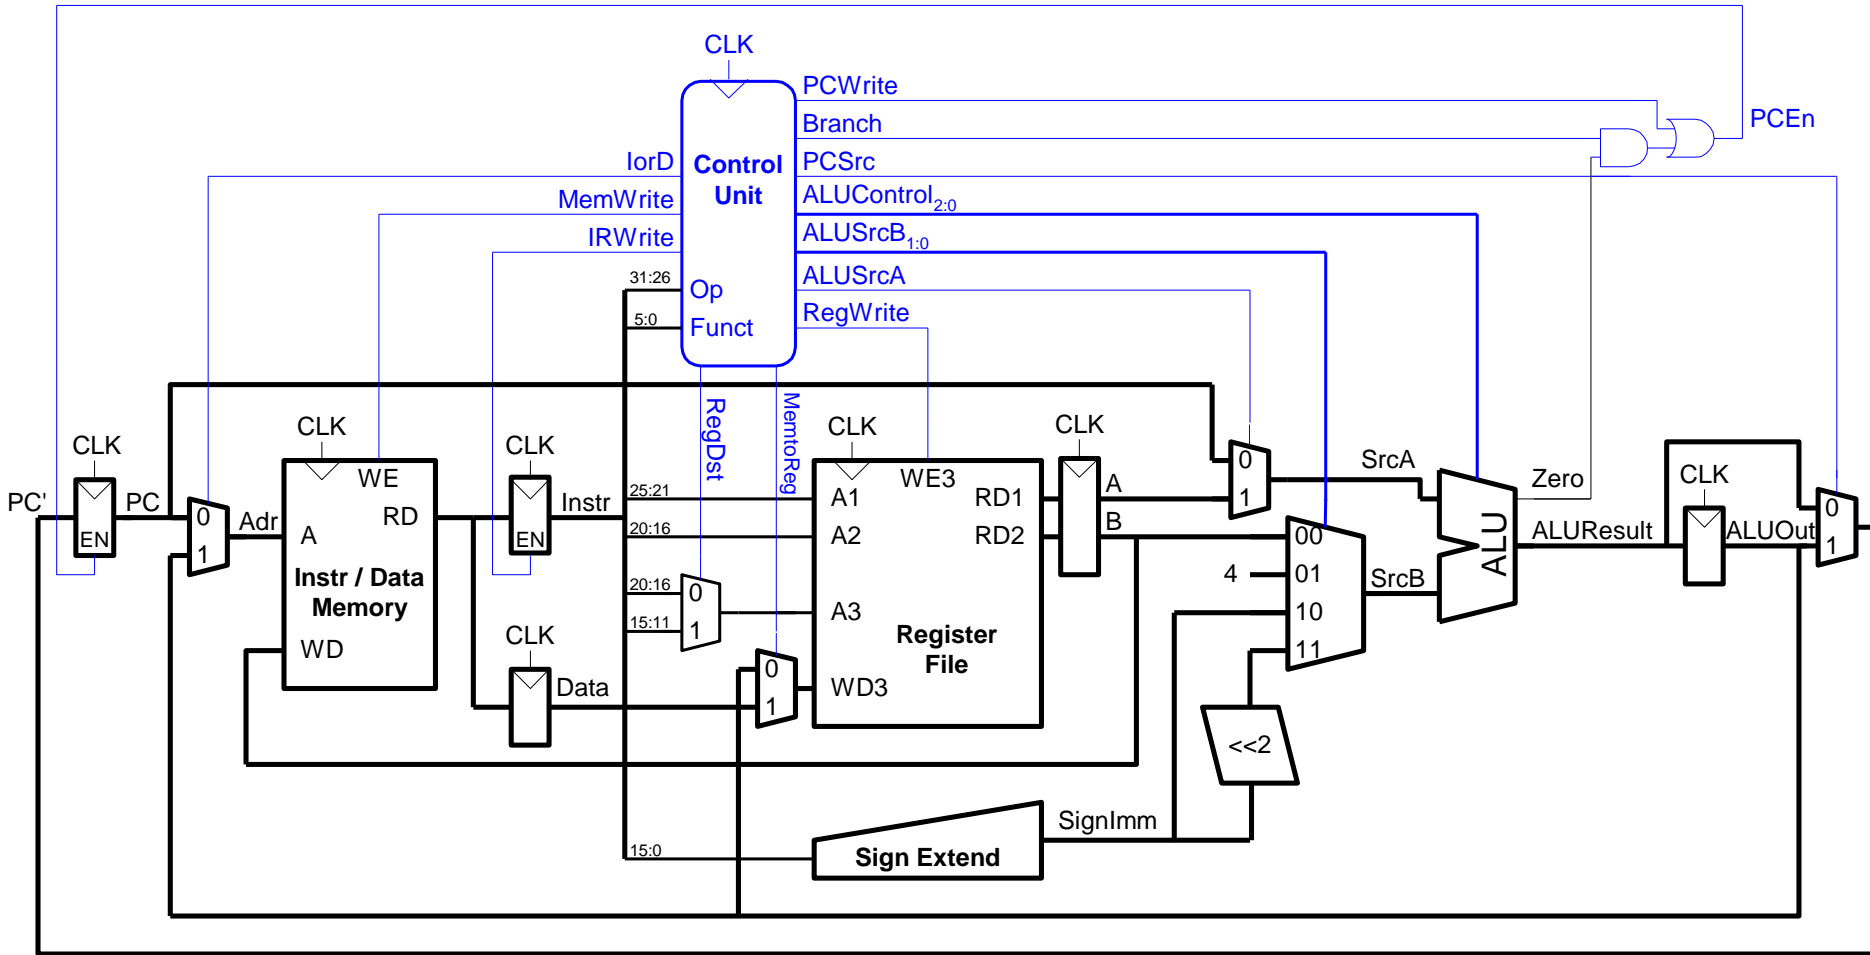 CLK
PCWrite
Branch
PCEn
IorD
Control
Unit
PCSrc
MemWrite
ALUControl2:0
IRWrite
ALUSrcB1:0
31:26
Op
ALUSrcA
5:0
Funct
RegWrite
RegDst
MemtoReg
CLK
CLK
CLK
CLK
CLK
CLK
PC'
EN
PC
0
1
Adr
WE
A
RD
Instr / Data
Memory
WD
EN
Instr
CLK
Data
25:21
20:16
20:16
15:11
15:0
0
1
0
1
WE3
A1
RD1
A2
RD2
A3
Register
File
WD3
A
B
0
1
SrcA
4
00
01
10
11
SrcB
<<2
SignImm
Sign Extend
ALU
Zero
ALUResult
ALUOut
0
1